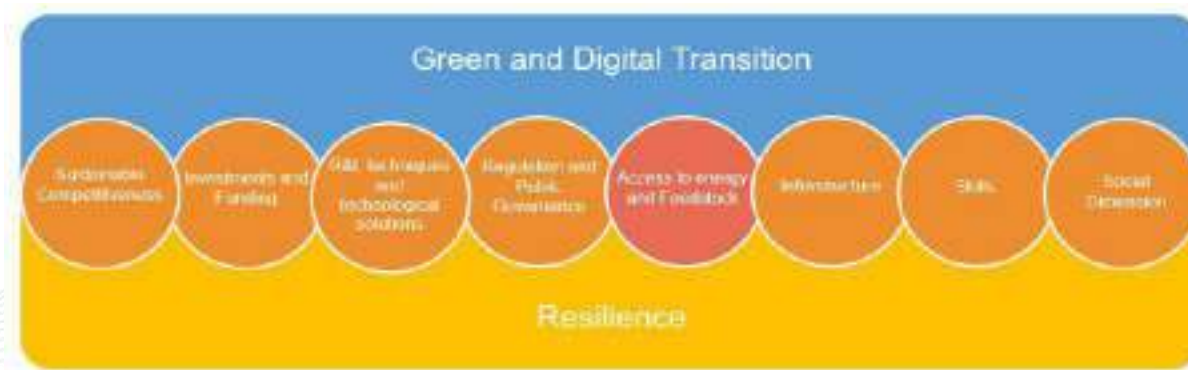 Green and Digital Transition
Sustainable
Competitiveness
Investments and
Funding
R&I, techniques
and
technological
solutions
Regulation and
Public
Governance
Access to energy
and Feedstock
Infrastructure
Skills
Social
Dimension
Resilience